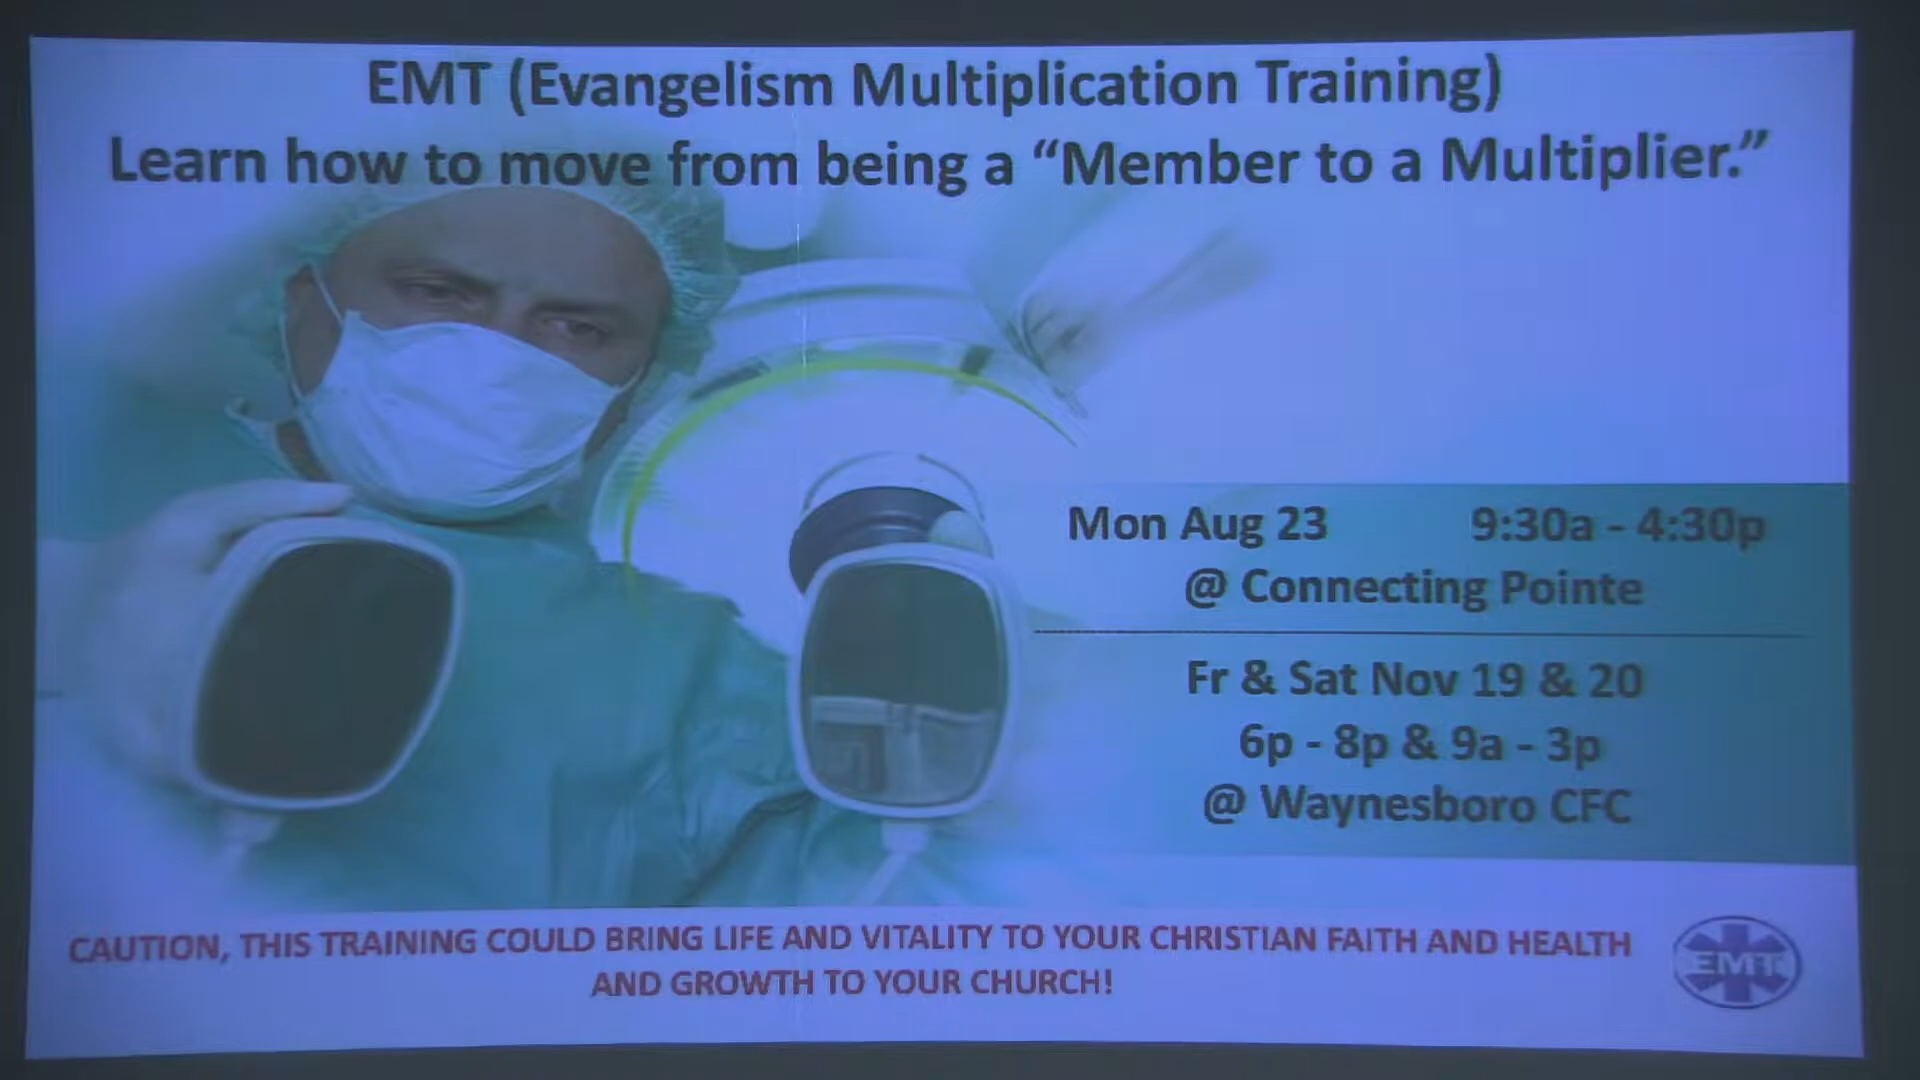 EMT (Evangelism Multiplication Training)
Learn how to move from being a “Member to a Multiplier.”
Mon Aug 23 9:30a - 4:30p
@ Connecting Pointe
Fr & Sat Nov 19 & 20
6p - 8p & 9a - 3p
@ Waynesboro CFC
CAUTION, THIS TRAINING COULD BRING LIFE AND VITALITY TO YOUR CHRISTIAN FAITH AND HEALTH
AND GROWTH TO YOUR CHURCH!
EMT